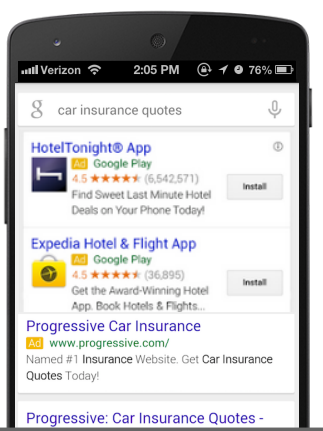 Verizon 2:05 PM 76%
g car insurance quotes
HotelTonight® App
Ad Google Play
4.5 (6,542,571)
Find Sweet Last Minute Hotel
Deals on Your Phone Today!
Install
Expedia Hotel & Flight App
Ad Google Play
4.5 (36,895)
Get the Award-Winning Hotel
App. Book Hotels & Flights...
Install
Progressive Car Insurance
Ad www.progressive.com/
Named #1 Insurance Website. Get Car Insurance
Quotes Today!
Progressive: Car Insurance Quotes -